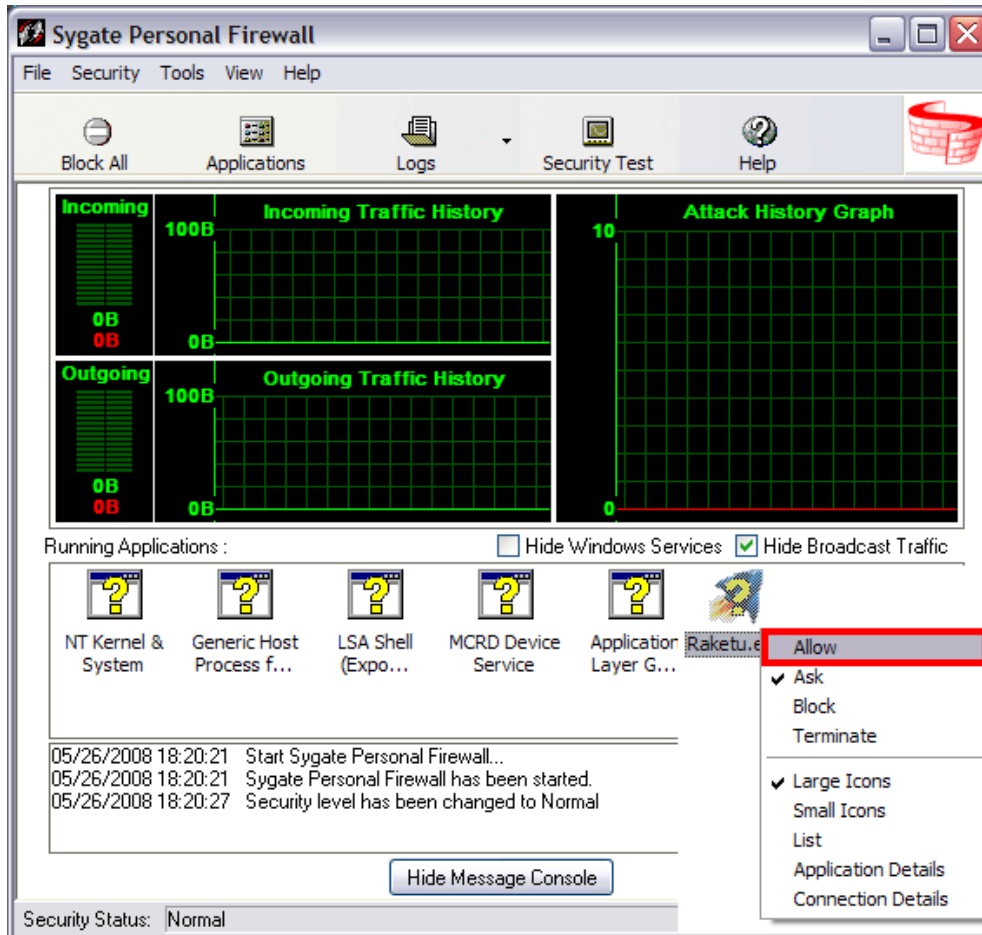 Sygate Personal Firewall
File Security Tools View Help
Block All Applications Logs Security Test Help
Incoming
Incoming Traffic History
100B
0B
0B
0B
Attack History Graph
10
0
Outgoing
Outgoing Traffic History
100B
0B
0B
0B
Running Applications :
Hide Windows Services
Hide Broadcast Traffic
NT Kernel & System
Generic Host Process f...
LSA Shell (Expo...
MCRD Device Service
Application Layer G...
Raketu.e
Allow
Ask
Block
Terminate
Large Icons
Small Icons
List
Application Details
Connection Details
05/26/2008 18:20:21 Start Sygate Personal Firewall...
05/26/2008 18:20:21 Sygate Personal Firewall has been started.
05/26/2008 18:20:27 Security level has been changed to Normal
Hide Message Console
Security Status: Normal